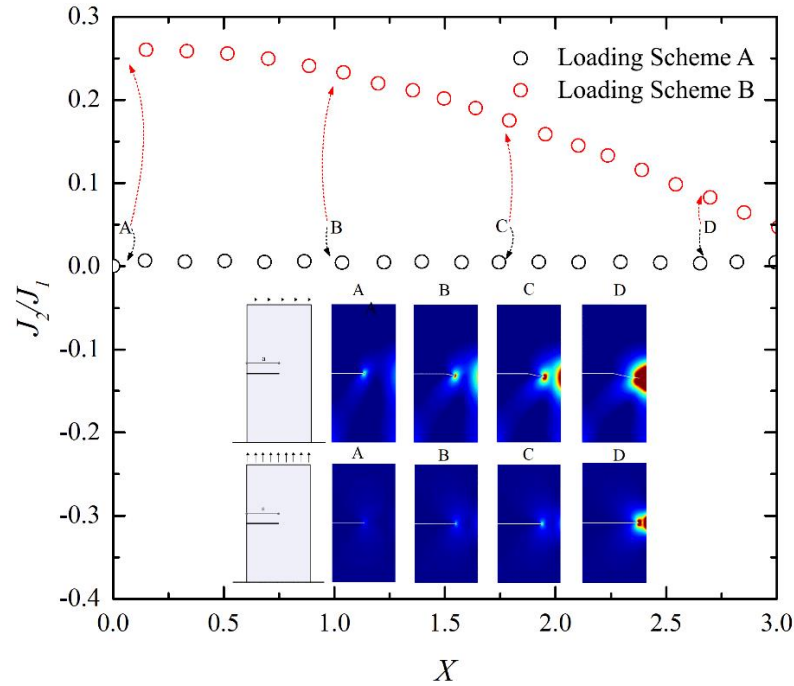 0.3
Loading Scheme A
Loading Scheme B
0.2
0.1
A
B
C
D
0.0
A
B
C
D
-0.1
a
J2/J1
-0.2
A
B
C
D
-0.3
a
-0.4
0.0
0.5
1.0
1.5
2.0
2.5
3.0
X